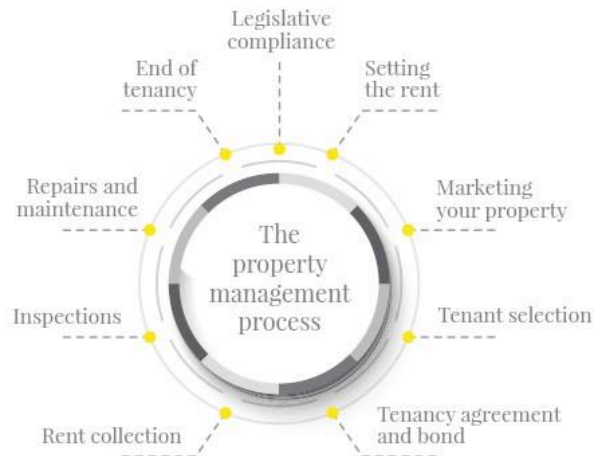 Legislative
compliance
Setting
the rent
Marketing
your property
Tenant selection
Tenancy agreement
and bond
Rent collection
Inspections
Repairs and
maintenance
End of
tenancy
The
property
management
process